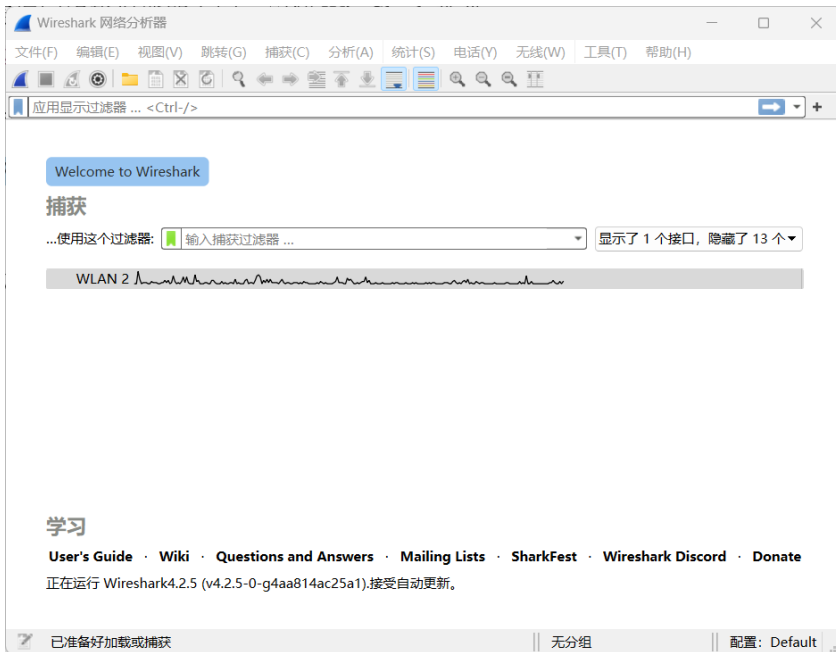 Wireshark 网络分析器
文件(F) 编辑(E) 视图(V) 跳转(G) 捕获(C) 分析(A) 统计(S) 电话(Y) 无线(W) 工具(T) 帮助(H)
应用显示过滤器 ... <Ctrl-/>
Welcome to Wireshark
捕获
...使用这个过滤器: 输入捕获过滤器 ... 显示了 1 个接口，隐藏了 13 个
WLAN 2
学习
User's Guide · Wiki · Questions and Answers · Mailing Lists · SharkFest · Wireshark Discord · Donate
正在运行 Wireshark4.2.5 (v4.2.5-0-g4aa814ac25a1).接受自动更新。
已准备好加载或捕获 无分组 配置: Default